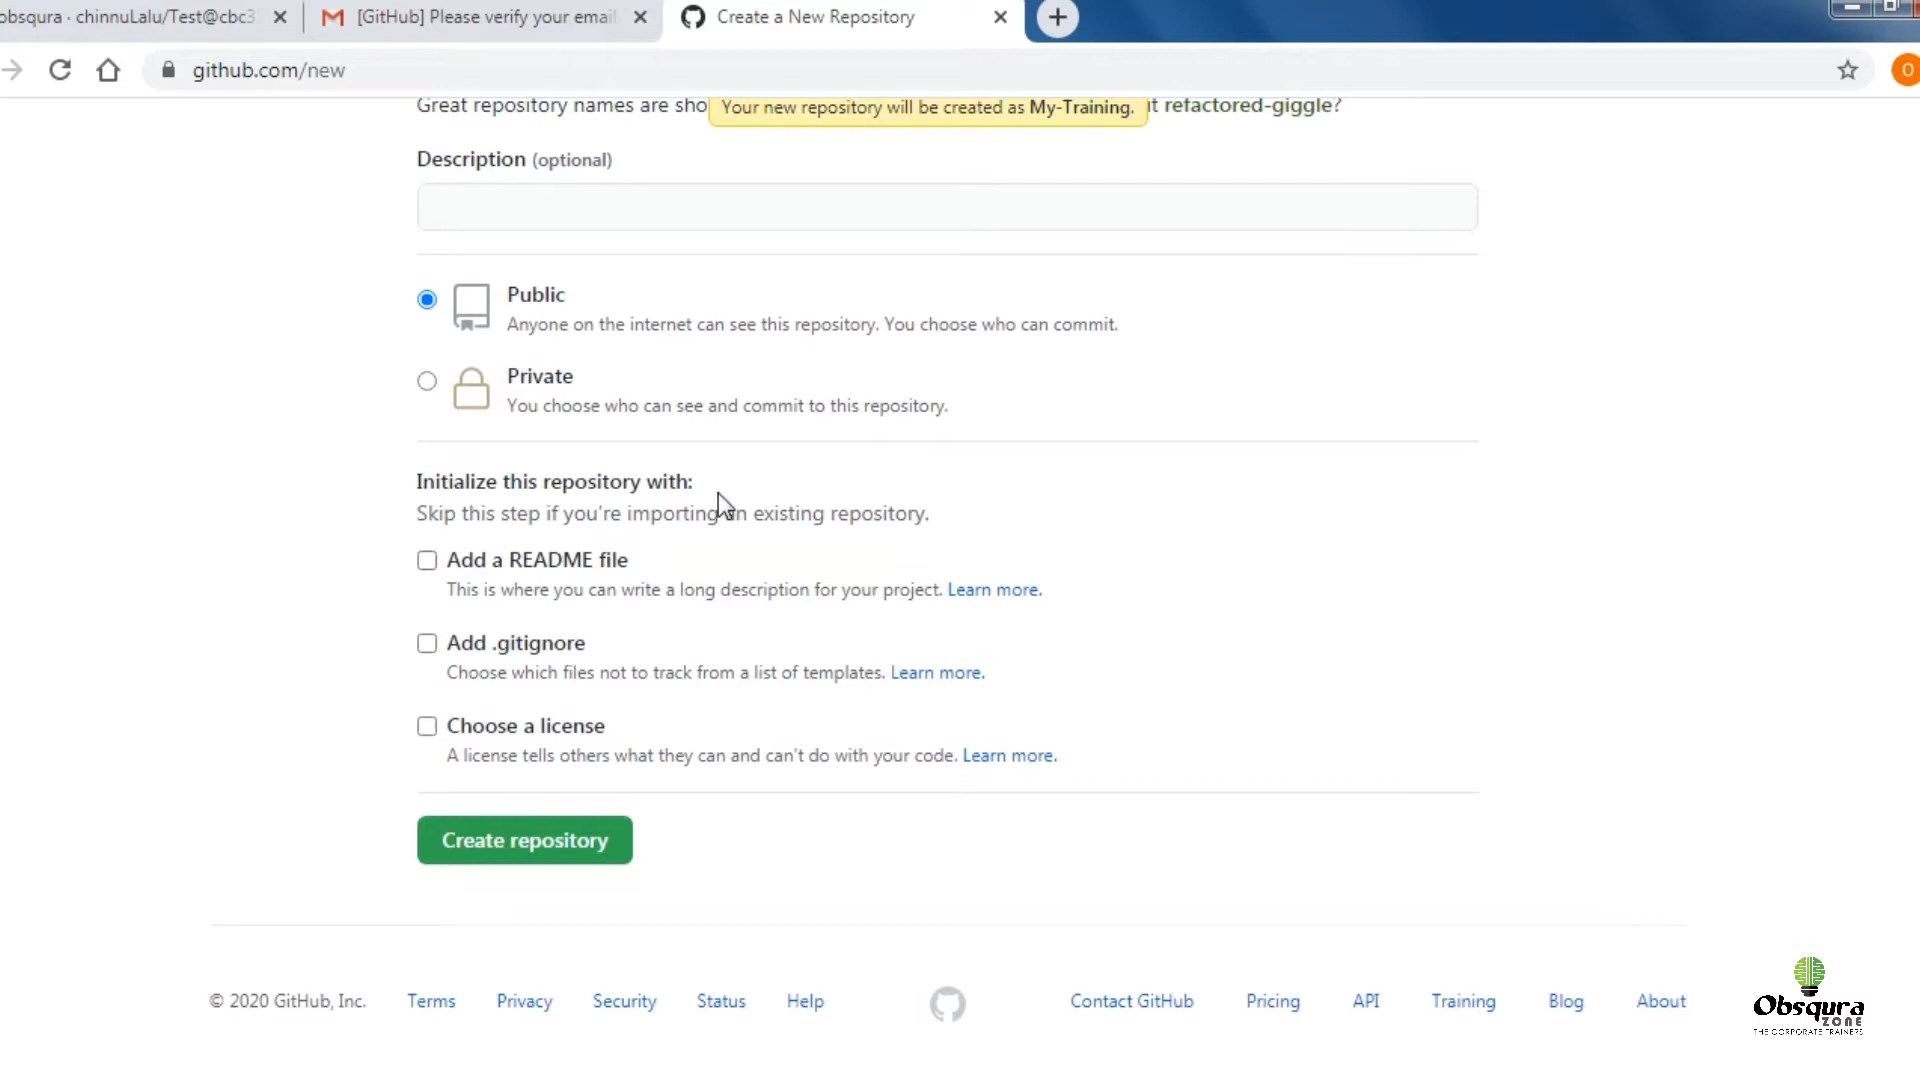 obsqura · chinnuLalu/Test@cbc3
[GitHub] Please verify your email
Create a New Repository
github.com/new
O
Great repository names are sho
Your new repository will be created as My-Training.
t refactored-giggle?
Description (optional)
Public
Anyone on the internet can see this repository. You choose who can commit.
Private
You choose who can see and commit to this repository.
Initialize this repository with:
Skip this step if you're importing an existing repository.
Add a README file
This is where you can write a long description for your project. Learn more.
Add .gitignore
Choose which files not to track from a list of templates. Learn more.
Choose a license
A license tells others what they can and can't do with your code. Learn more.
Create repository
© 2020 GitHub, Inc.
Terms
Privacy
Security
Status
Help
Contact GitHub
Pricing
API
Training
Blog
About
Obsqura
ZONE
THE CORPORATE TRAINERS